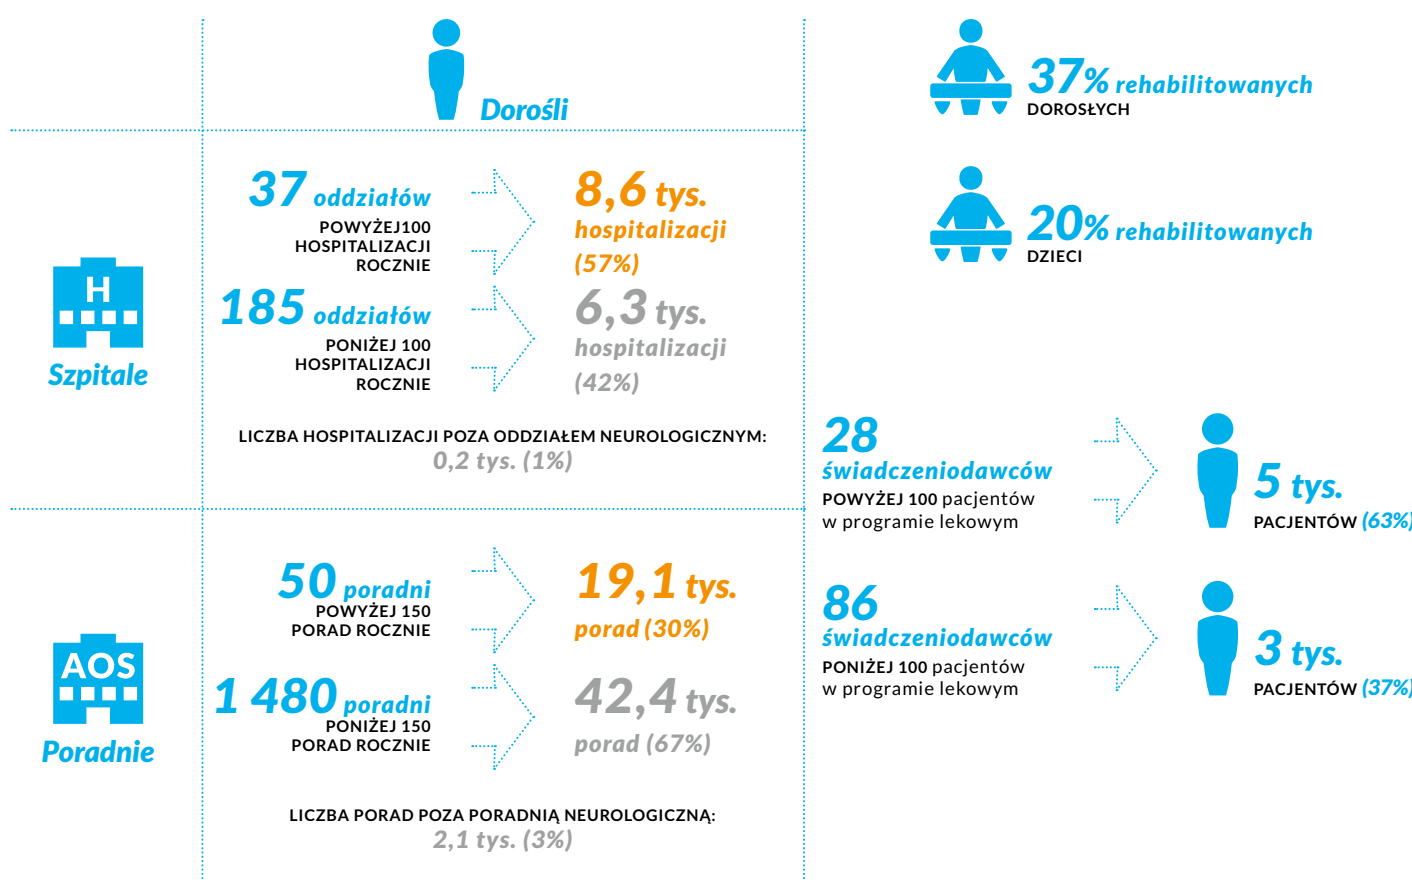 Dorośli
H
Szpitale
37 oddziałów
POWYŻEJ100
HOSPITALIZACJI
ROCZNIE
8,6 tys.
hospitalizacji
(57%)
185 oddziałów
PONIŻEJ 100
HOSPITALIZACJI
ROCZNIE
6,3 tys.
hospitalizacji
(42%)
LICZBA HOSPITALIZACJI POZA ODDZIAŁEM NEUROLOGICZNYM:
0,2 tys. (1%)
AOS
Poradnie
50 poradni
POWYŻEJ 150
PORAD ROCZNIE
19,1 tys.
porad (30%)
1 480 poradni
PONIŻEJ 150
PORAD ROCZNIE
42,4 tys.
porad (67%)
LICZBA PORAD POZA PORADNIĄ NEUROLOGICZNĄ:
2,1 tys. (3%)
37% rehabilitowanych
DOROSŁYCH
20% rehabilitowanych
DZIECI
28
świadczeniodawców
POWYŻEJ 100 pacjentów
w programie lekowym
5 tys.
PACJENTÓW (63%)
86
świadczeniodawców
PONIŻEJ 100 pacjentów
w programie lekowym
3 tys.
PACJENTÓW (37%)